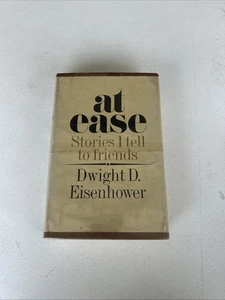 at
ease
Stories I tell
to friends
Dwight D.
Eisenhower